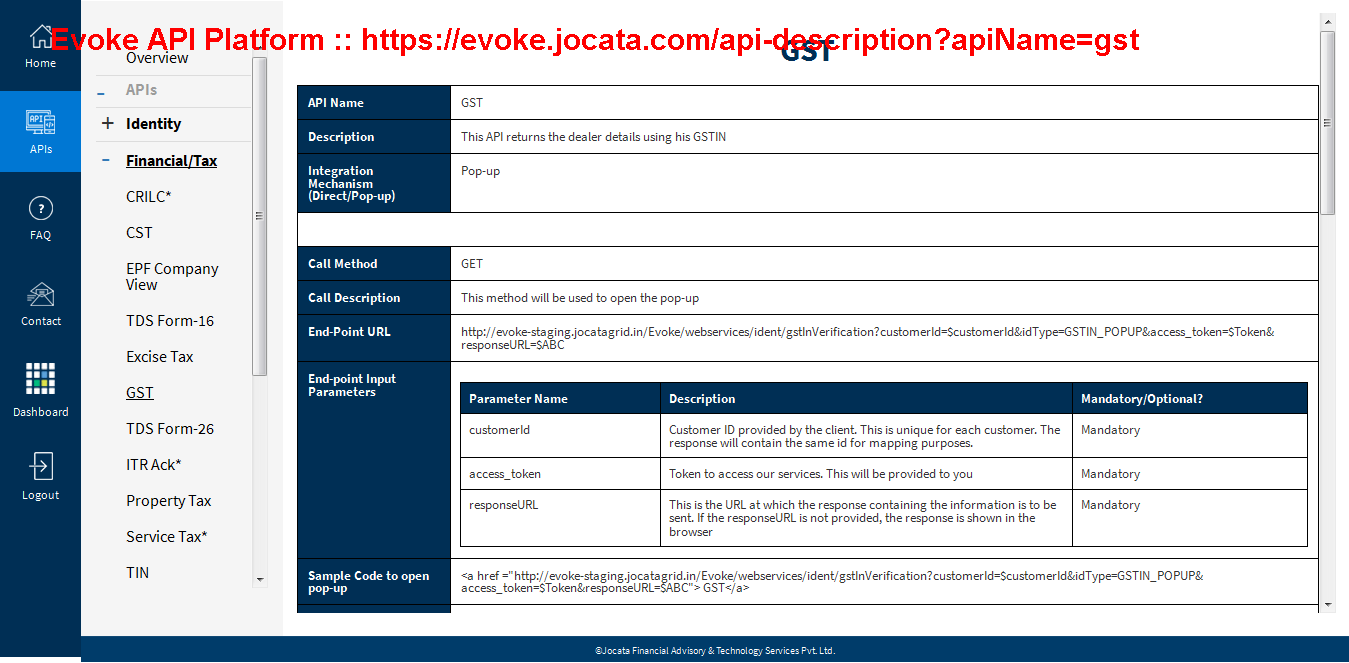 Evoke API Platform :: https://evoke.jocata.com/api-description?apiName=gst
Home
APIs
?
FAQ
Contact
Dashboard
Logout
Overview
APIs
Identity
Financial/Tax
CRILC*
CST
EPF Company
View
TDS Form-16
Excise Tax
GST
TDS Form-26
ITR Ack*
Property Tax
Service Tax*
TIN
GST
API Name
GST
Description
This API returns the dealer details using his GSTIN
Integration
Mechanism
(Direct/Pop-up)
Pop-up
Call Method
GET
Call Description
This method will be used to open the pop-up
End-Point URL
http://evoke-staging.jocatagrid.in/Evoke/webservices/ident/gstInVerification?customerId=$customerId&idType=GSTIN_POPUP&access_token=$Token&
responseURL=$ABC
End-point Input
Parameters
Parameter Name Description Mandatory/Optional?
customerId
Customer ID provided by the client. This is unique for each customer. The
response will contain the same id for mapping purposes.
Mandatory
access_token
Token to access our services. This will be provided to you
Mandatory
responseURL
This is the URL at which the response containing the information is to be
sent. If the responseURL is not provided, the response is shown in the
browser
Mandatory
Sample Code to open
pop-up
<a href ="http://evoke-staging.jocatagrid.in/Evoke/webservices/ident/gstInVerification?customerId=$customerId&idType=GSTIN_POPUP&
access_token=$Token&responseURL=$ABC"> GST</a>
©Jocata Financial Advisory & Technology Services Pvt. Ltd.